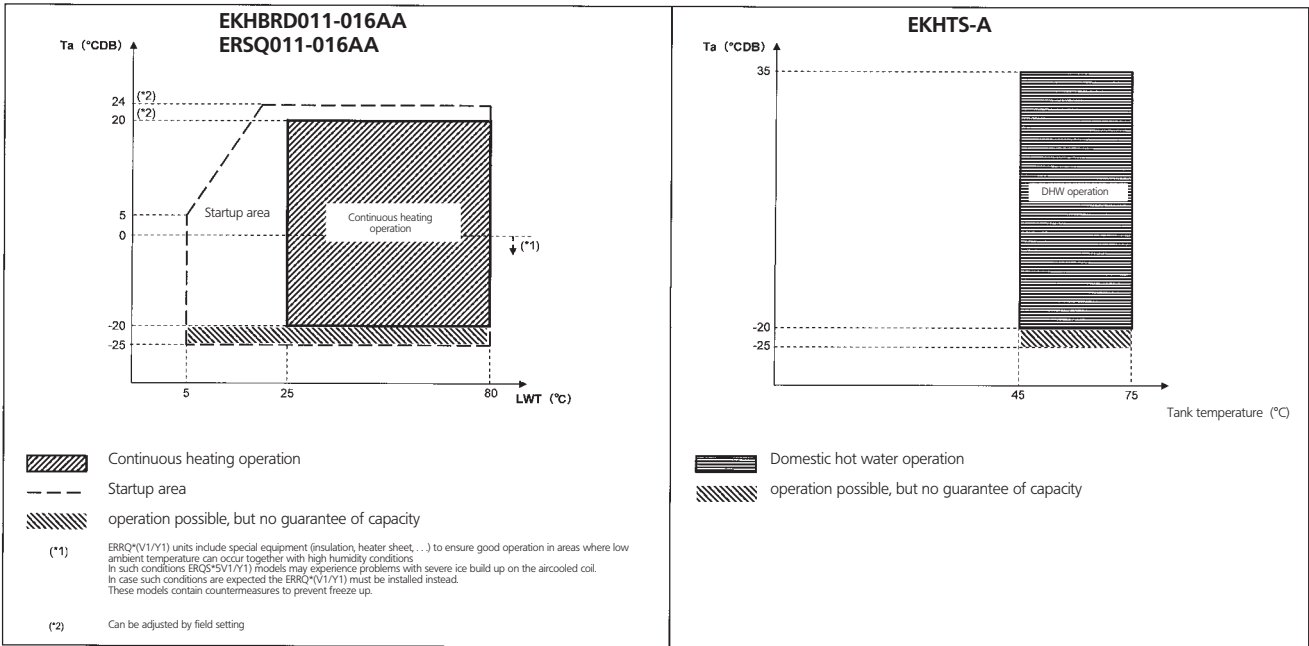 EKHBRD011-016AA
ERSQ011-016AA
Ta (°CDB)
24 (*2)
20 (*2)
5
0
-20
-25
Startup area
Continuous heating
operation
(*1)
5 25 80
LWT (°C)
Continuous heating operation
Startup area
operation possible, but no guarantee of capacity
(*1) ERRQ*(V1/Y1) units include special equipment (insulation, heater sheet, . . .) to ensure good operation in areas where low
ambient temperature can occur together with high humidity conditions
In such conditions ERQS*5V1/Y1) models may experience problems with severe ice build up on the aircooled coil.
In case such conditions are expected the ERRQ*(V1/Y1) must be installed instead.
These models contain countermeasures to prevent freeze up.
(*2) Can be adjusted by field setting
EKHTS-A
Ta (°CDB)
35
DHW operation
-20
-25
45 75
Tank temperature (°C)
Domestic hot water operation
operation possible, but no guarantee of capacity